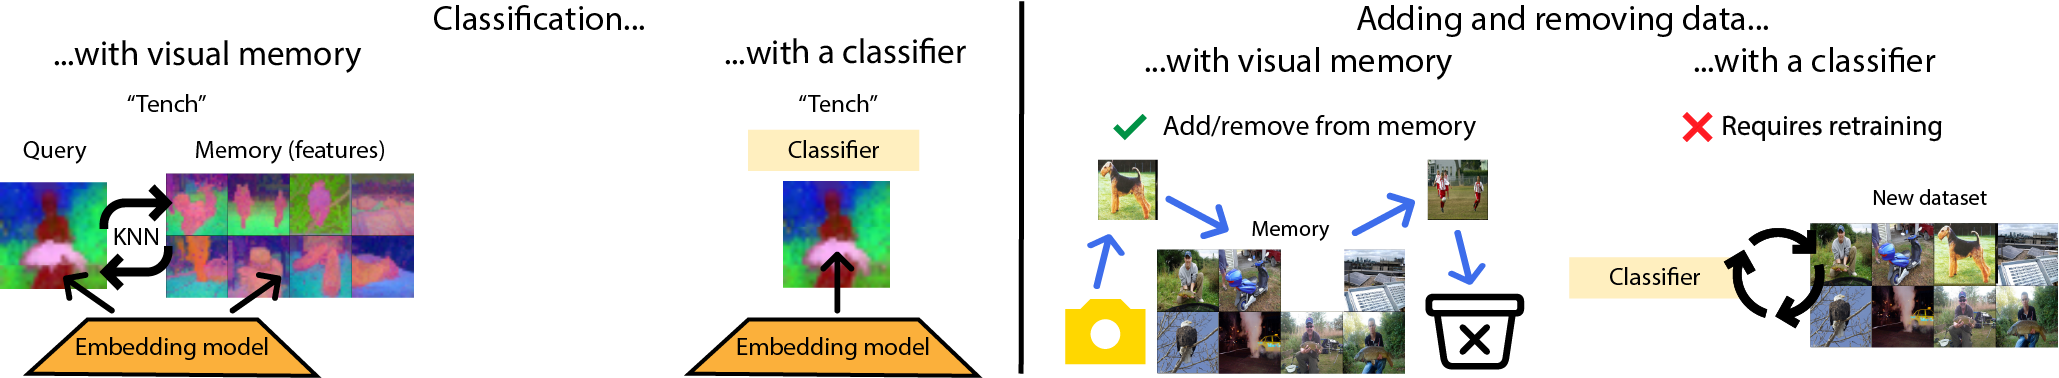 Classification...
...with visual memory
“Tench”
Query
Memory (features)
KNN
Embedding model
...with a classifier
“Tench”
Classifier
Embedding model
Adding and removing data...
...with visual memory
Add/remove from memory
Memory
...with a classifier
Requires retraining
New dataset
Classifier